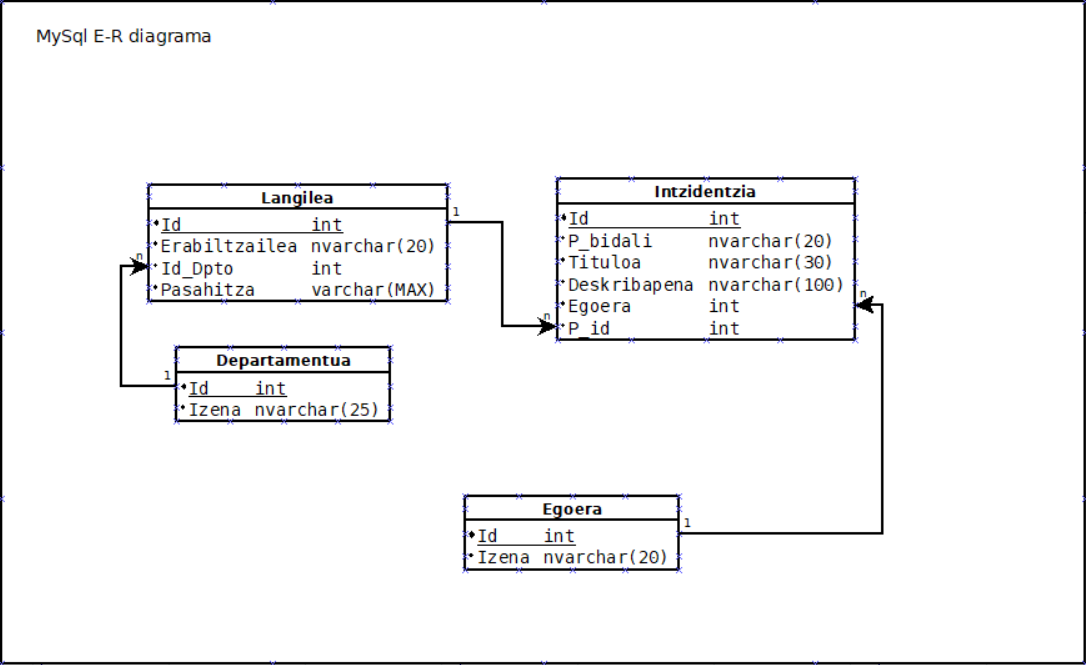 MySql E-R diagrama
Langilea
Id int
Erabiltzailea nvarchar(20)
Id_Dpto int
Pasahitza varchar(MAX)
1
n
Intzidentzia
Id int
P_bidali nvarchar(20)
Tituloa nvarchar(30)
Deskribapena nvarchar(100)
Egoera int
P_id int
n
n
Departamentua
1
Id int
Izena nvarchar(25)
Egoera
Id int
Izena nvarchar(20)
1